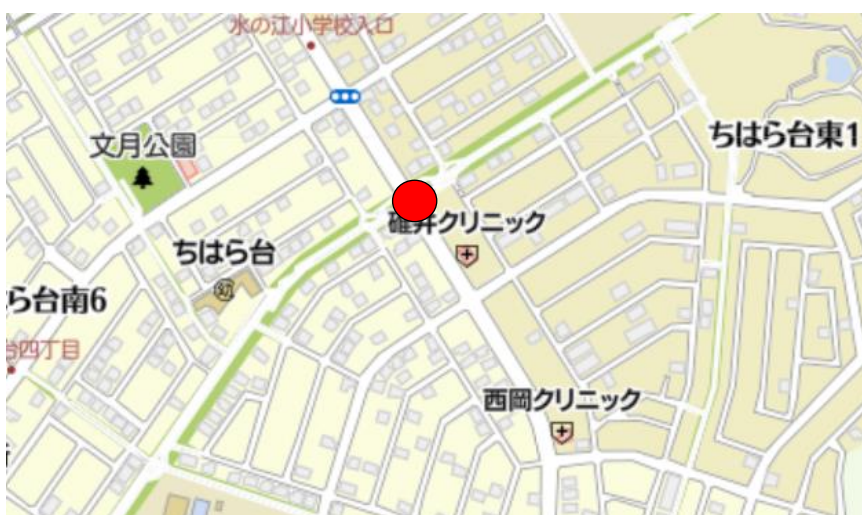 水の江小学校入口
文月公園
ちはら台東1
碓井クリニック
ちはら台
幼
ら台南6
台四丁目
西岡クリニック